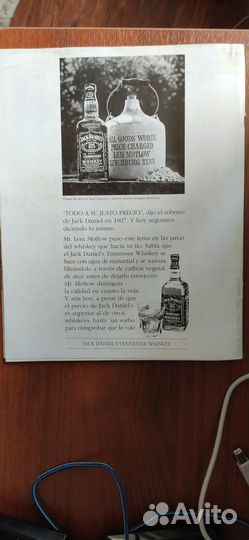 JACK DANIEL'S
TENNESSEE
WHISKEY
ALL GOODS WORTH
PRICE CHARGED
LEM MOTLOW
LYNCHBURG TENN
"TODO A SU JUSTO PRECIO", dijo el sobrino
de Jack Daniel en 1907. Y hoy seguimos
diciendo lo mismo.
Mr. Lem Motlow puso este lema en las jarras
del whiskey que hacía su tío. Sabía que
el Jack Daniel's Tennessee Whiskey se
hace con agua de manantial y se suaviza
filtrándolo a través de carbón vegetal
de arce antes de dejarlo envejecer.
Mr. Motlow distinguía
la calidad en cuanto la veía.
Y aún hoy, a pesar de que
el precio de Jack Daniel's
es superior al de otros
whiskeys, basta un sorbo
para comprobar que lo vale.
JACK DANIEL'S TENNESSEE WHISKEY
Avito